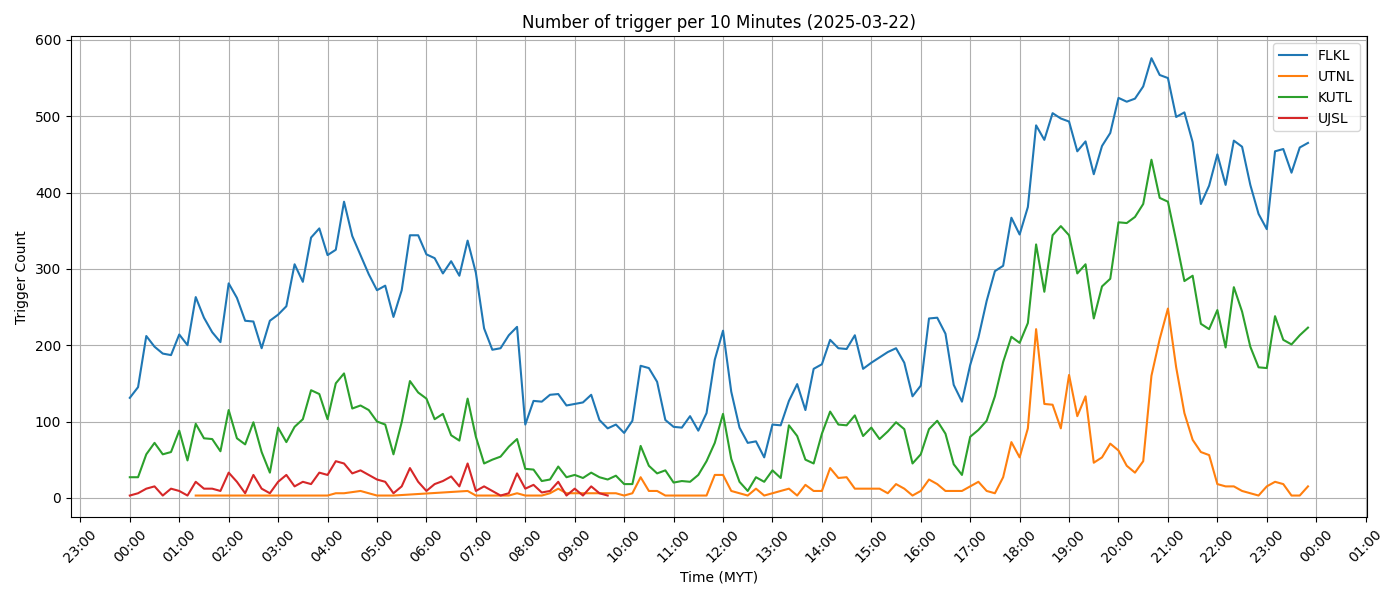 Number of trigger per 10 Minutes (2025-03-22)
FLKL
UTNL
KUTL
UJSL
Trigger Count
600
500
400
300
200
100
0
23:00 00:00 01:00 02:00 03:00 04:00 05:00 06:00 07:00 08:00 09:00 10:00 11:00 12:00 13:00 14:00 15:00 16:00 17:00 18:00 19:00 20:00 21:00 22:00 23:00 00:00 01:00
Time (MYT)